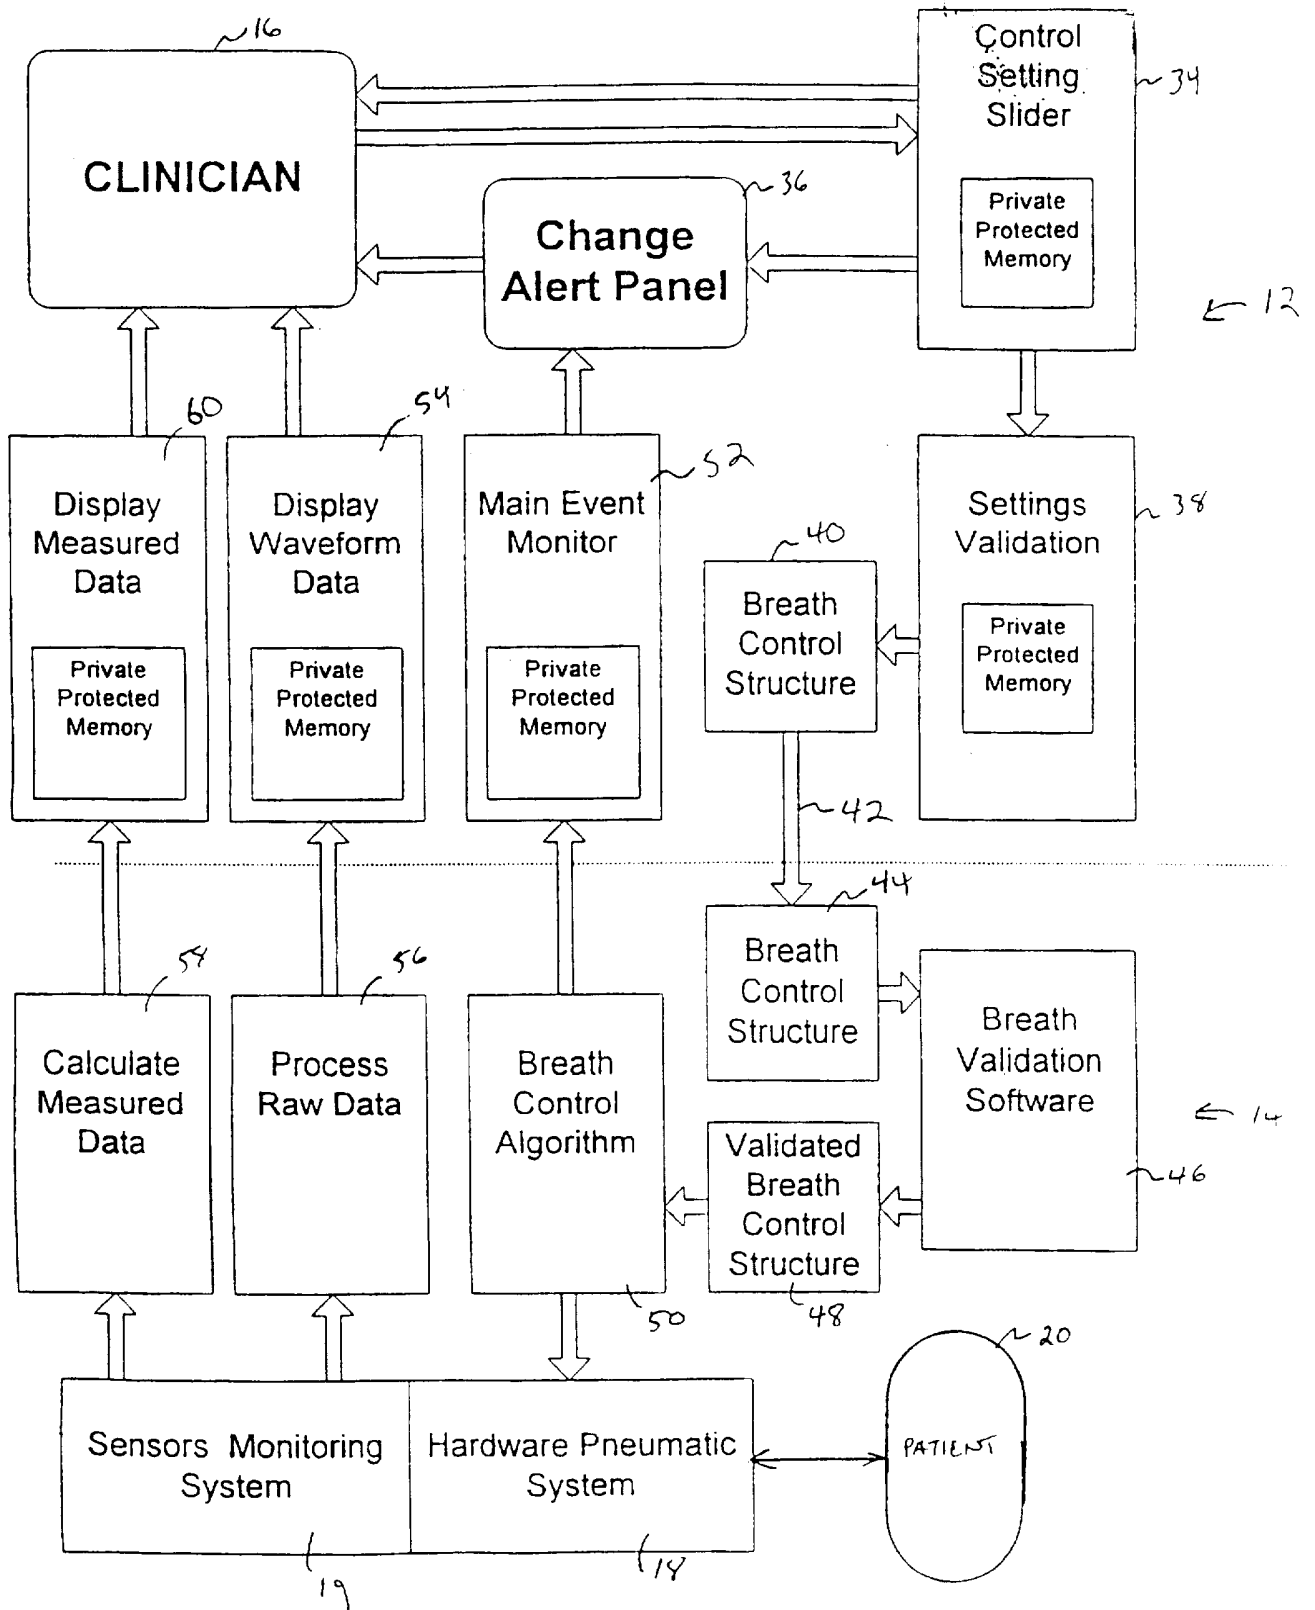 16
CLINICIAN
Control
Setting
Slider
34
Private
Protected
Memory
36
Change
Alert Panel
12
60
Display
Measured
Data
Private
Protected
Memory
54
Display
Waveform
Data
Private
Protected
Memory
52
Main Event
Monitor
Private
Protected
Memory
40
Breath
Control
Structure
Settings
Validation
38
Private
Protected
Memory
42
44
Breath
Control
Structure
58
Calculate
Measured
Data
56
Process
Raw Data
Breath
Control
Algorithm
50
Breath
Validation
Software
46
14
Validated
Breath
Control
Structure
48
Sensors Monitoring
System
19
Hardware Pneumatic
System
18
20
PATIENT